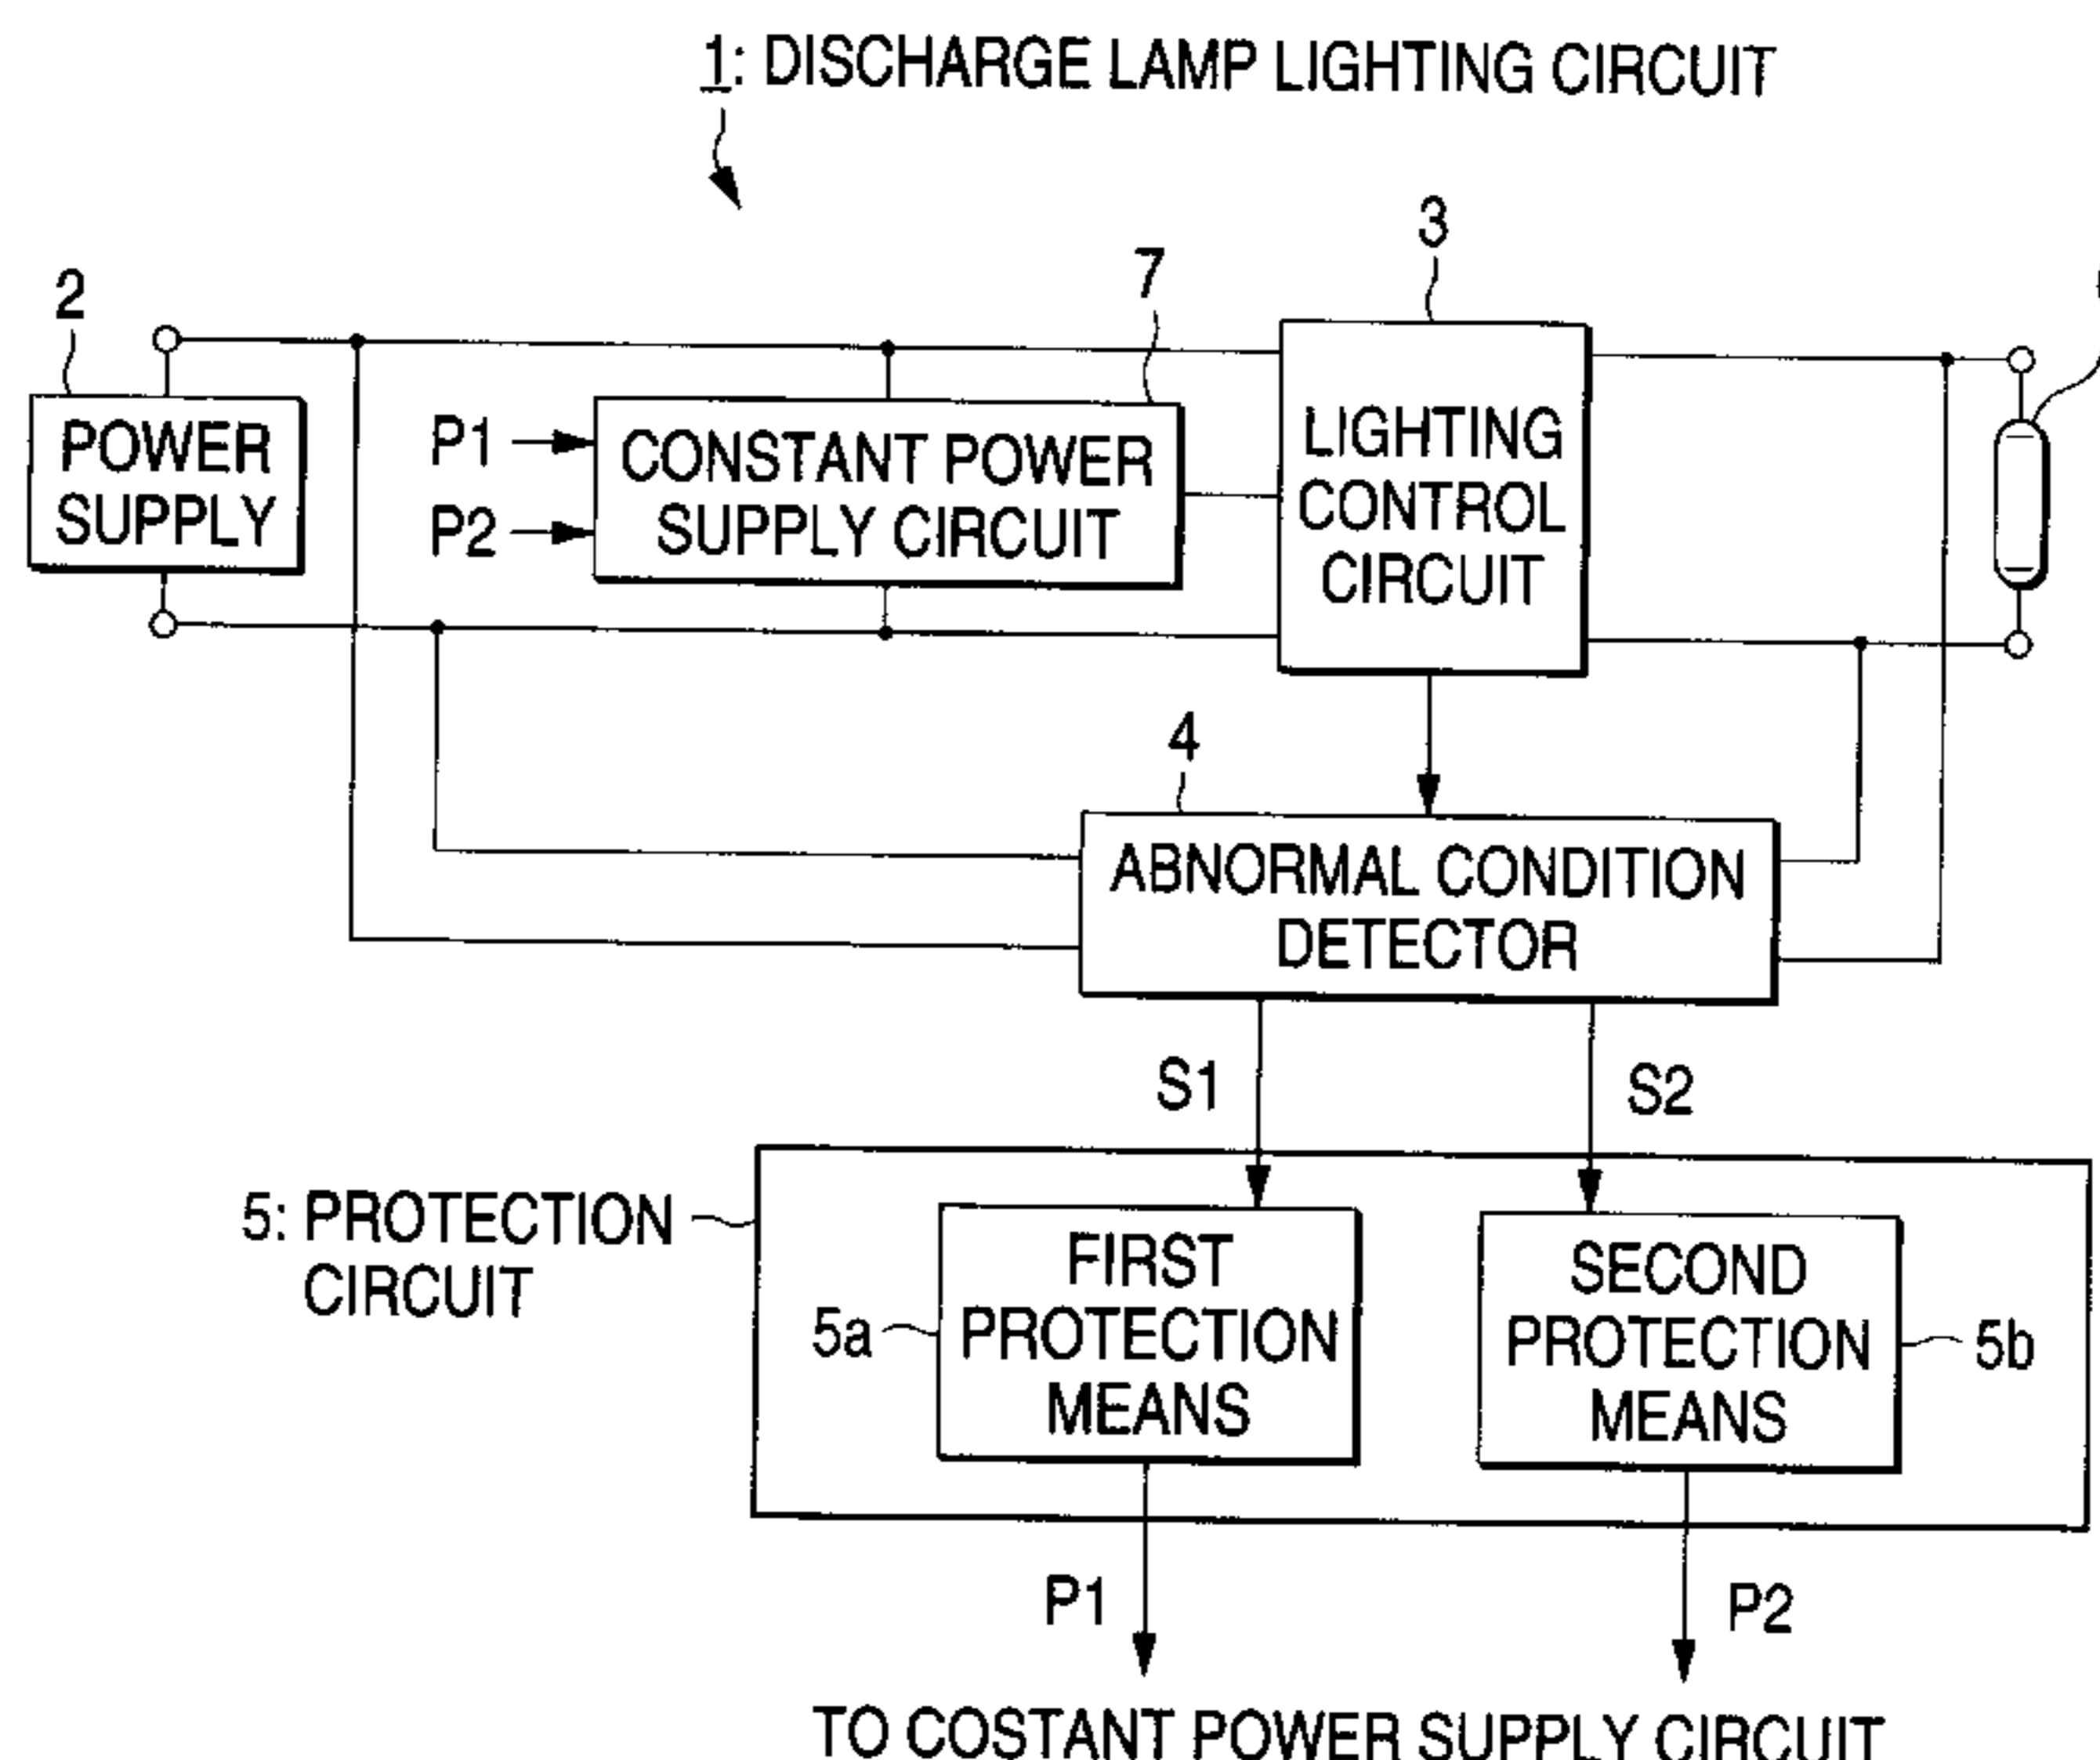 1: DISCHARGE LAMP LIGHTING CIRCUIT
3
7
2
POWER
SUPPLY
P1
P2
CONSTANT POWER
SUPPLY CIRCUIT
LIGHTING
CONTROL
CIRCUIT
4
ABNORMAL CONDITION
DETECTOR
S1
S2
5: PROTECTION
CIRCUIT
5a
FIRST
PROTECTION
MEANS
SECOND
PROTECTION
MEANS
5b
P1
P2
TO COSTANT POWER SUPPLY CIRCUIT